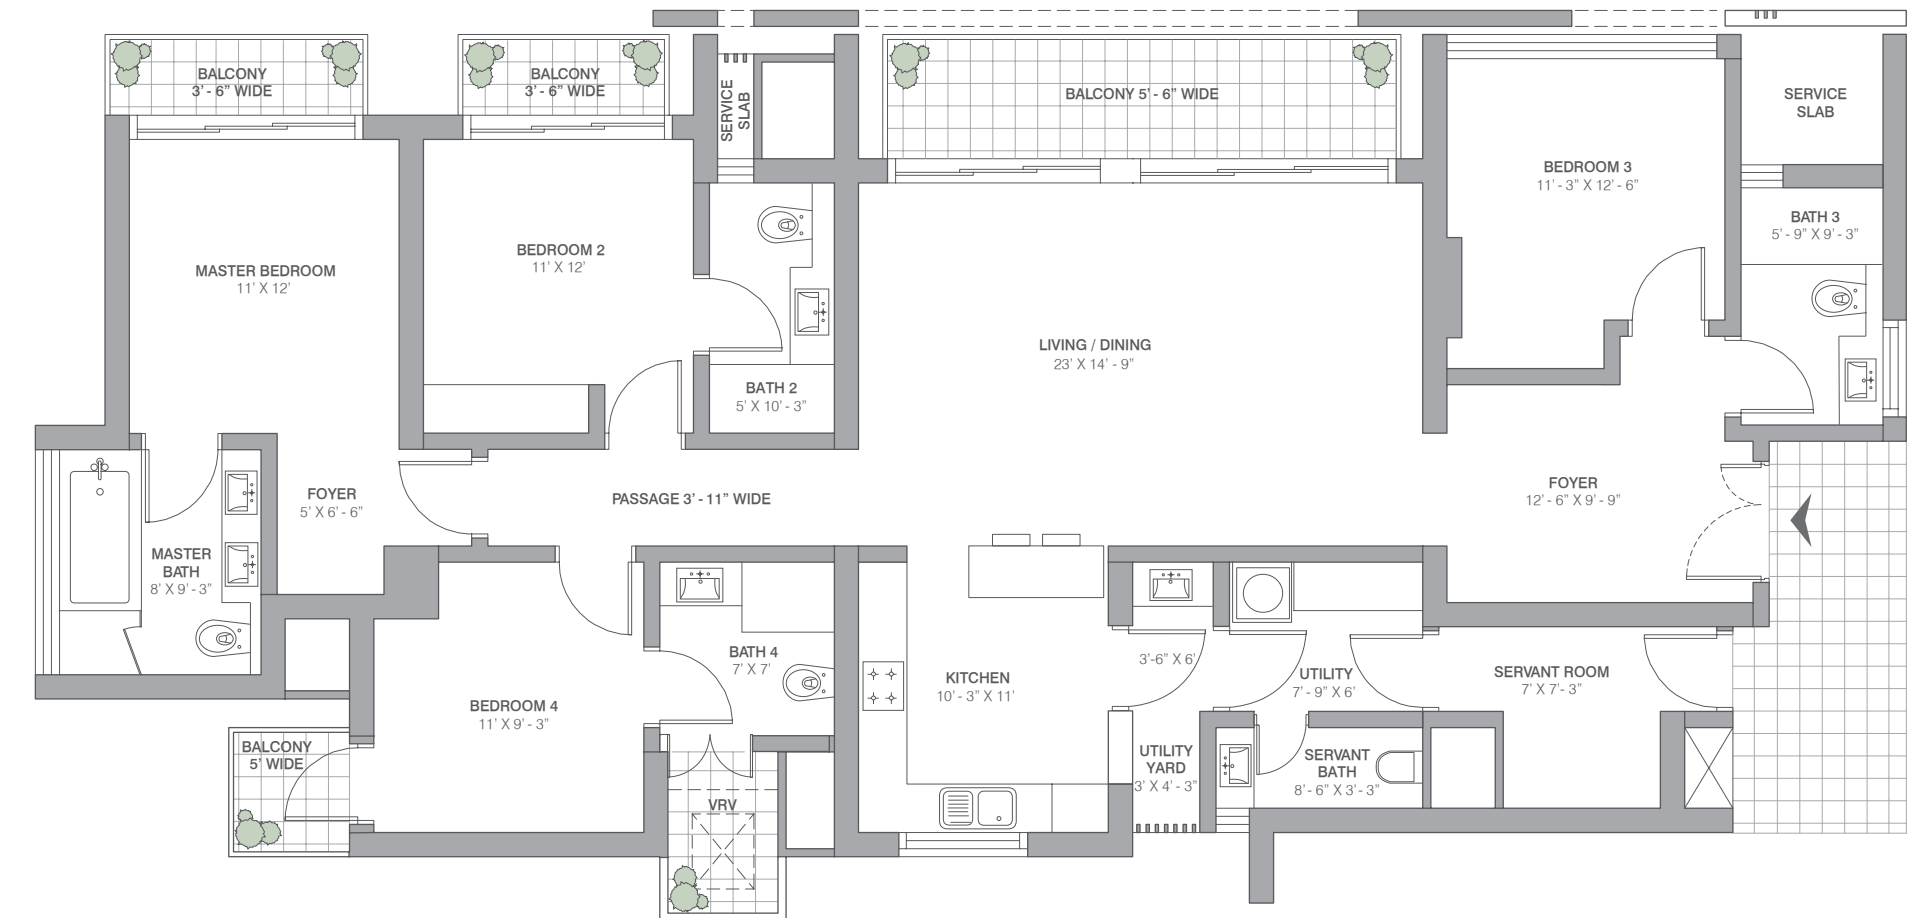 BALCONY
3' - 6” WIDE
BALCONY
3' - 6” WIDE
SERVICE
SLAB
BALCONY 5' - 6” WIDE
SERVICE
SLAB
BEDROOM 3
11' - 3” X 12' - 6”
BATH 3
5' - 9” X 9' - 3”
BEDROOM 2
11' X 12'
MASTER BEDROOM
11' X 12'
LIVING / DINING
23' X 14' - 9”
BATH 2
5' X 10' - 3”
FOYER
5' X 6' - 6”
PASSAGE 3' - 11” WIDE
FOYER
12' - 6” X 9' - 9”
MASTER
BATH
8' X 9' - 3”
BATH 4
7' X 7'
3'-6” X 6'
KITCHEN
10' - 3” X 11'
UTILITY
7' - 9” X 6'
SERVANT ROOM
7' X 7'- 3”
BEDROOM 4
11' X 9' - 3”
BALCONY
5' WIDE
UTILITY
YARD
3' X 4' - 3”
SERVANT
BATH
8' - 6” X 3' - 3”
VRV